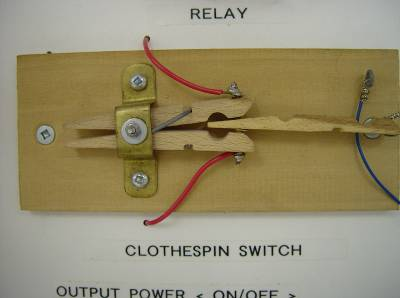 RELAY
CLOTHESPIN SWITCH
OUTPUT POWER < ON/OFF >